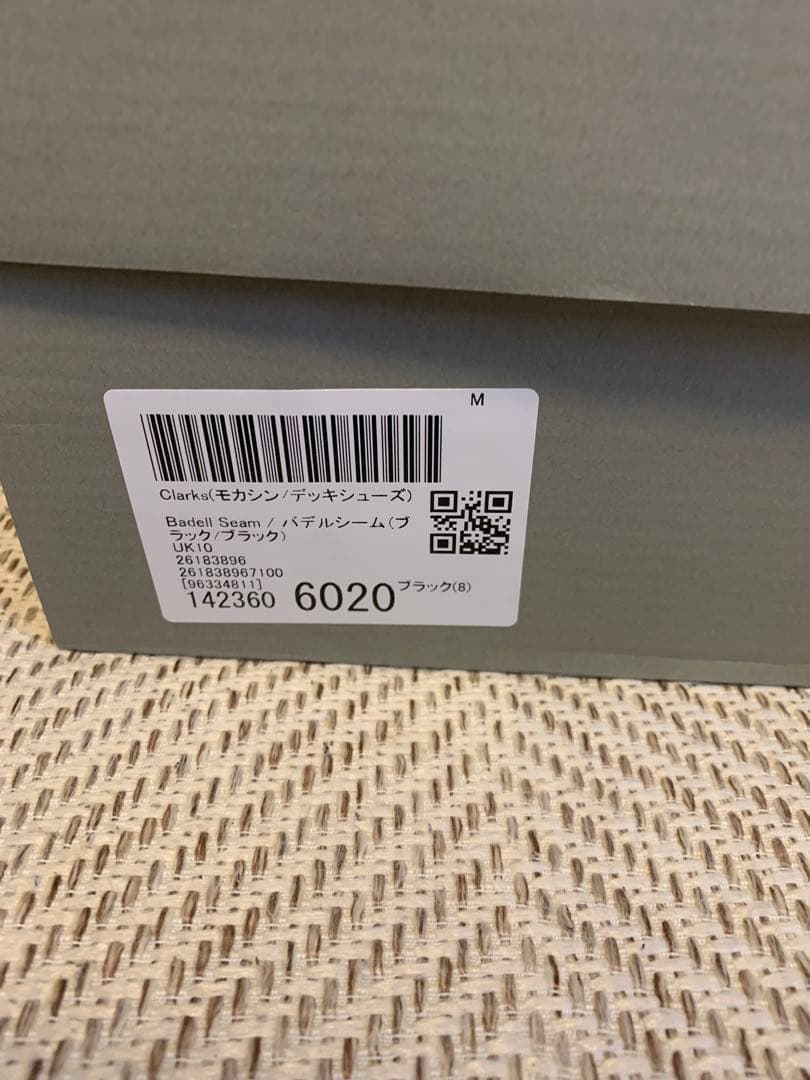 M
Clarks(モカシン/デッキシューズ)
Badell Seam / バデルシーム(ブ
ラック/ブラック)
UK10
26183896
261838967100
[96334811]
142360 6020 ブラック(8)